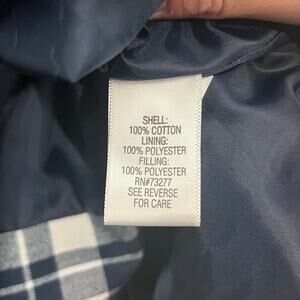 SHELL:
100% COTTON
LINING:
100% POLYESTER
FILLING:
100% POLYESTER
RN#73277
SEE REVERSE
FOR CARE